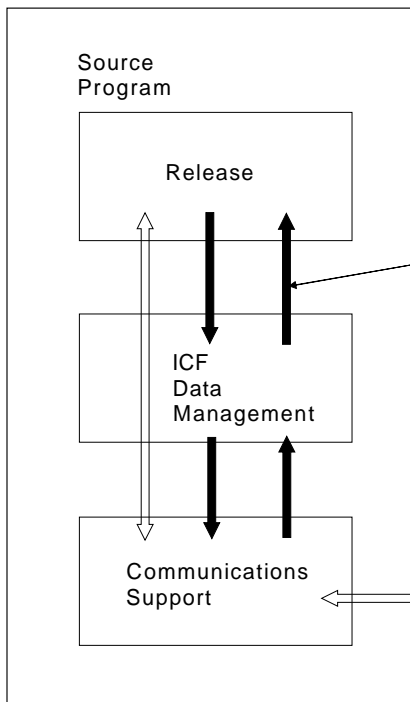 Source
Program
Release
ICF
Data
Management
Communications
Support